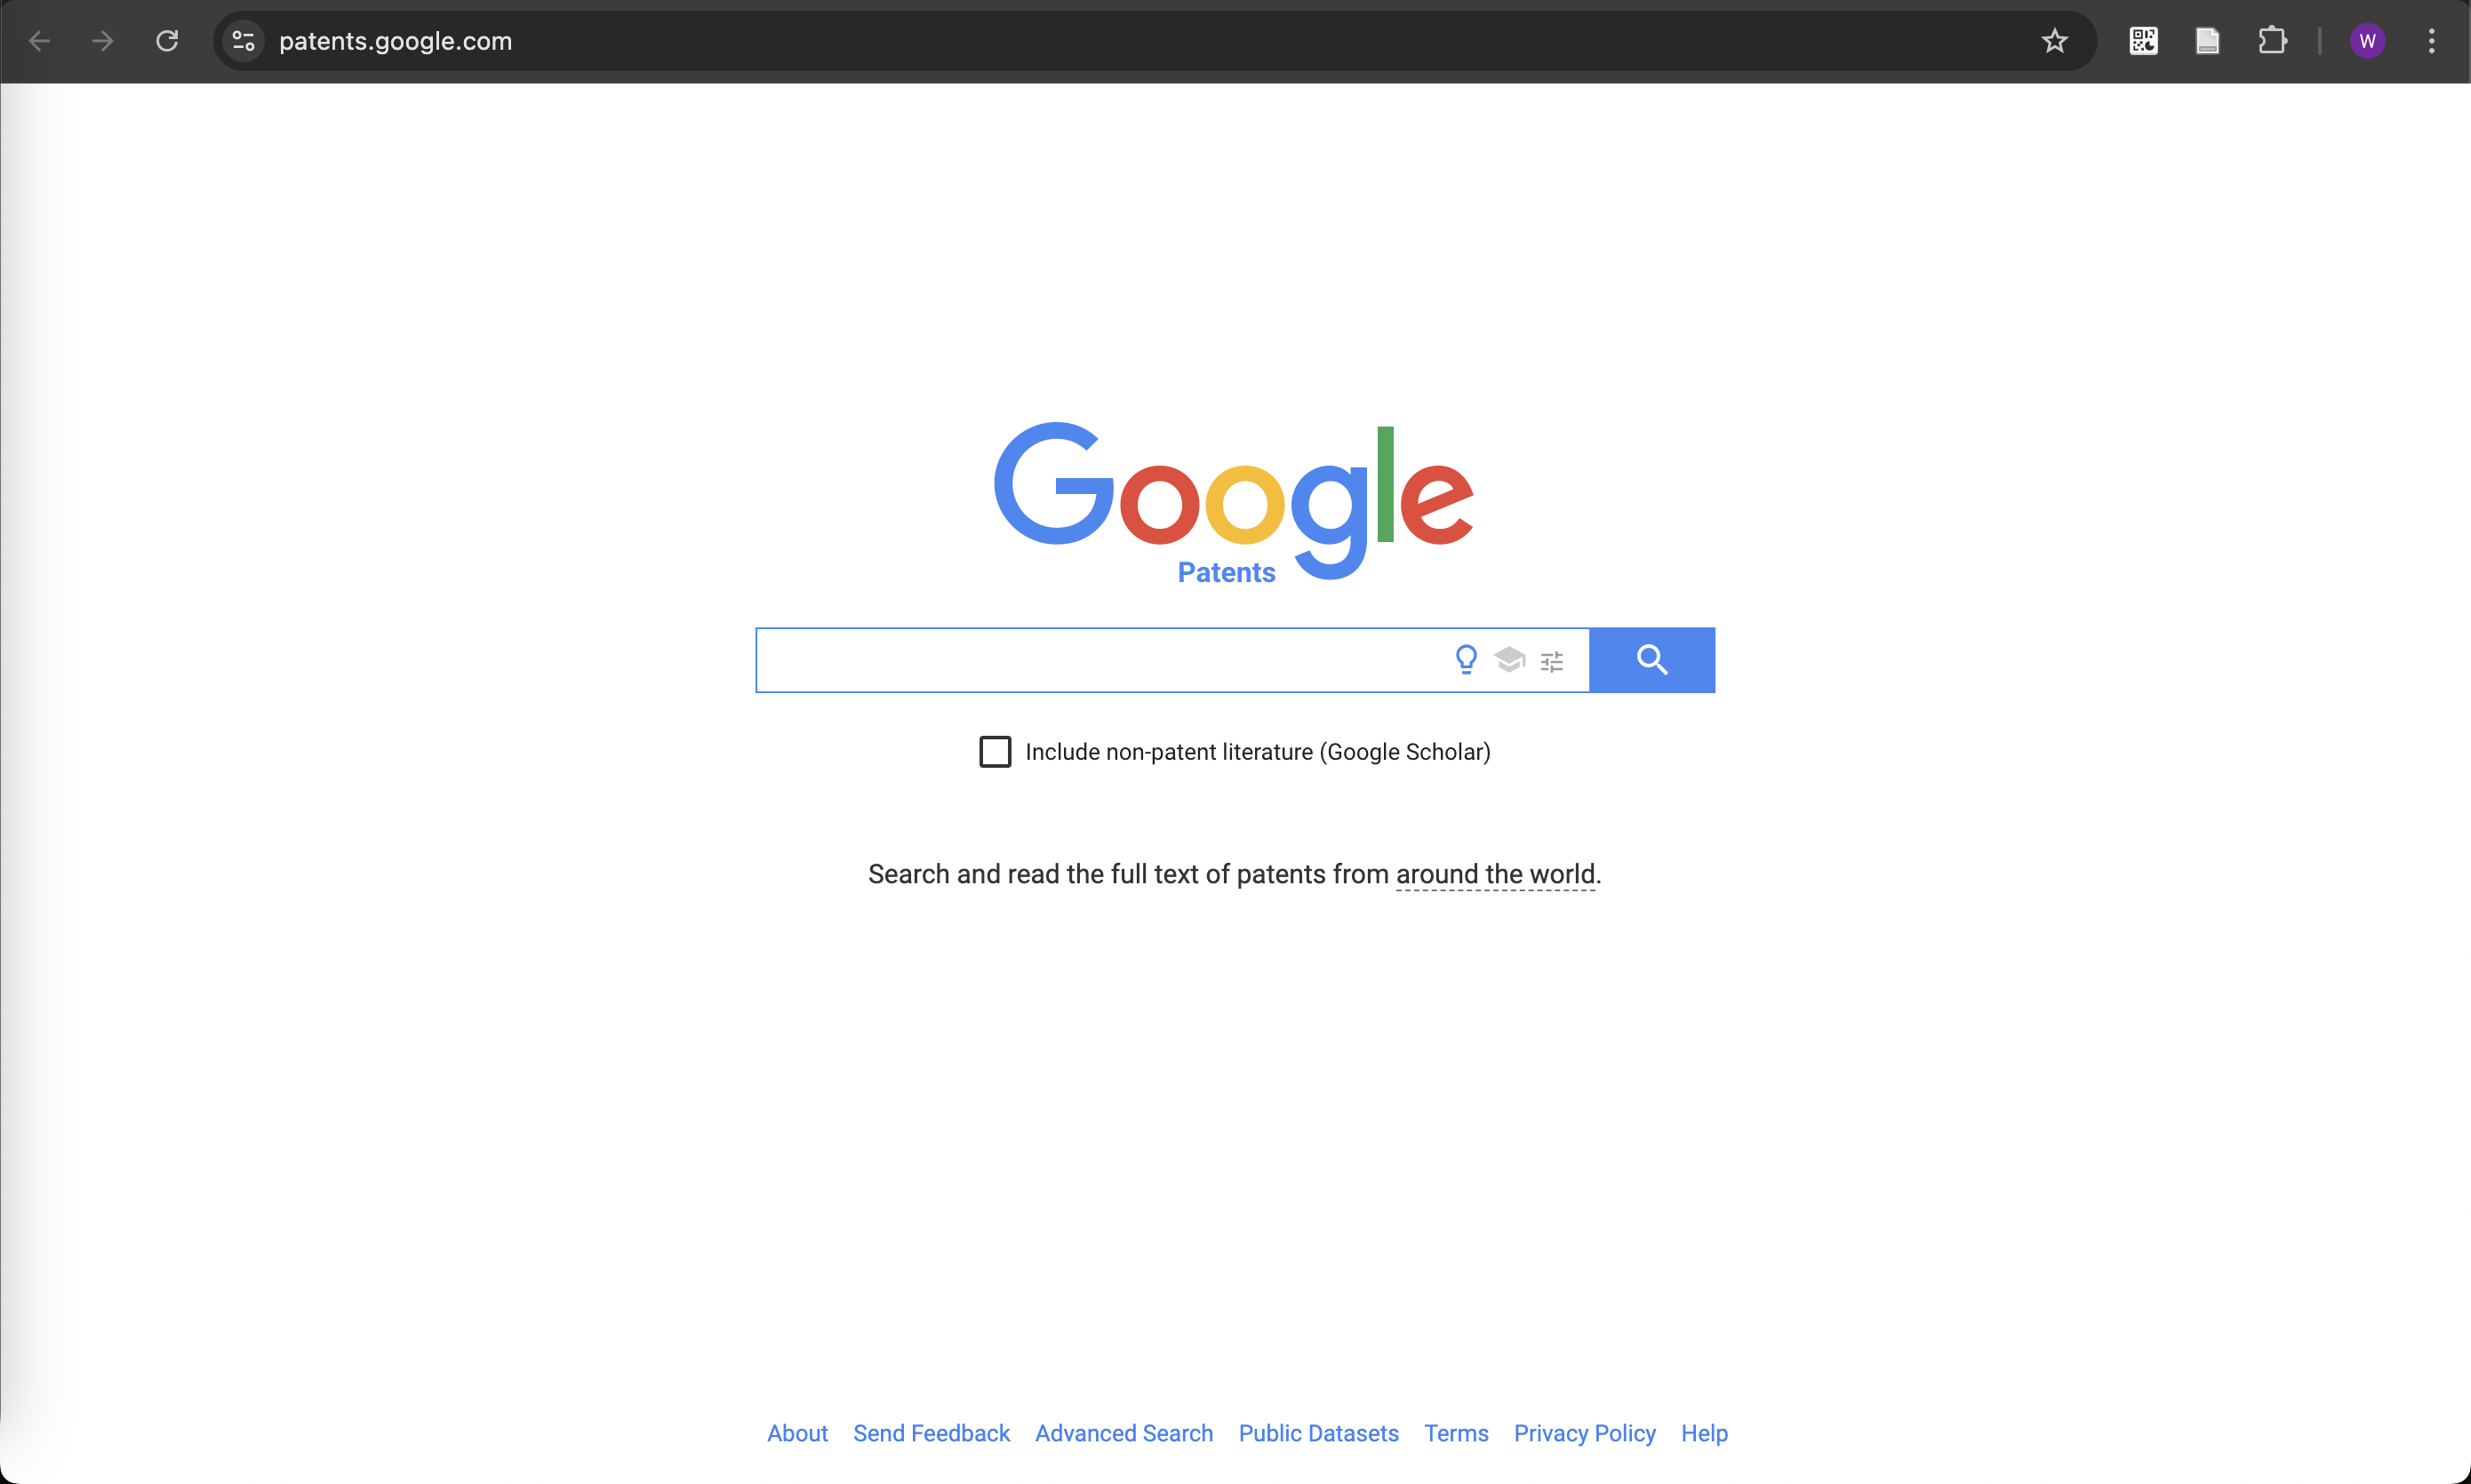 patents.google.com
W
Google
Patents
Include non-patent literature (Google Scholar)
Search and read the full text of patents from around the world.
About Send Feedback Advanced Search Public Datasets Terms Privacy Policy Help